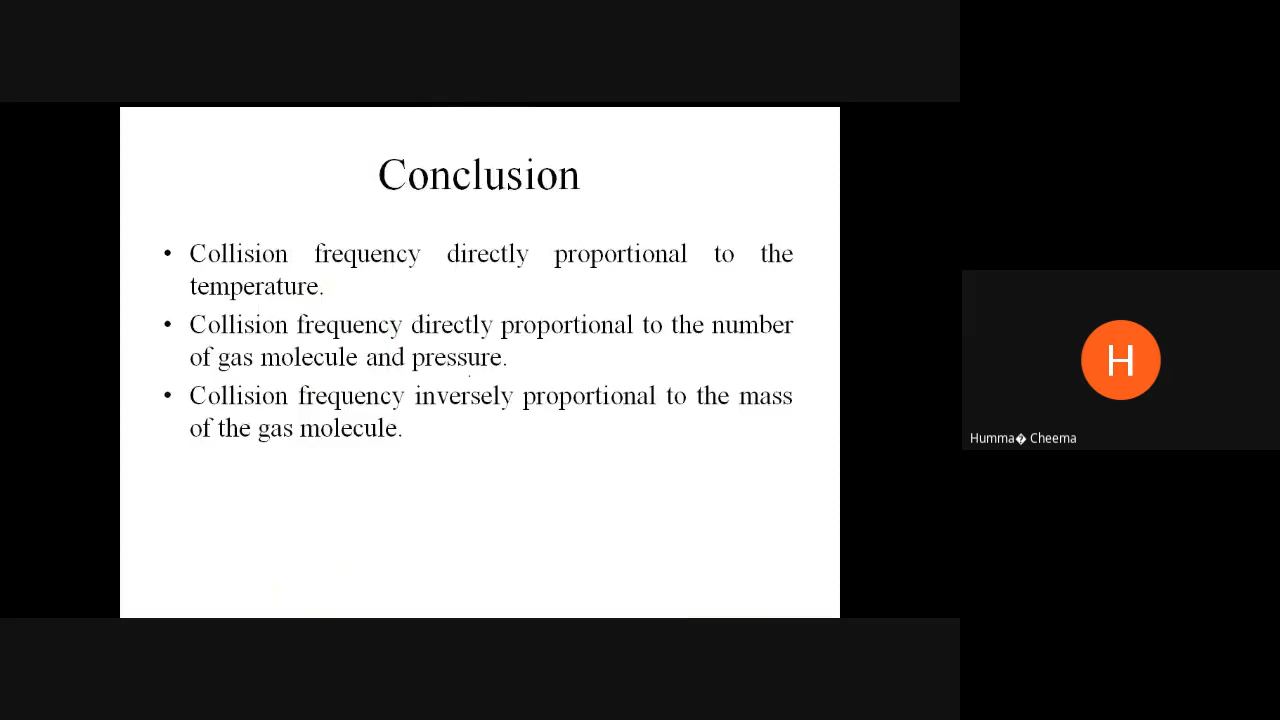 Conclusion
• Collision frequency directly proportional to the
temperature.
• Collision frequency directly proportional to the number
of gas molecule and pressure.
• Collision frequency inversely proportional to the mass
of the gas molecule.
H
Humma� Cheema